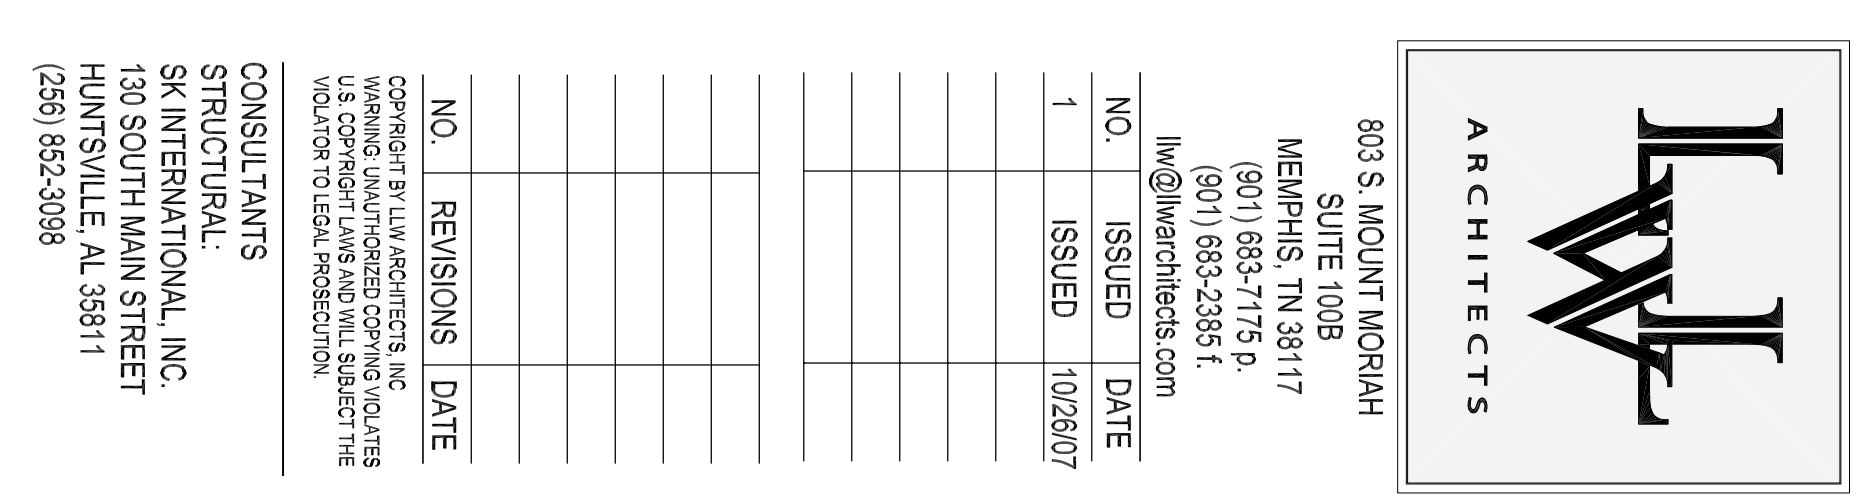 LLW
ARCHITECTS
803 S. MOUNT MORIAH
SUITE 100B
MEMPHIS, TN 38117
(901) 683-7175 p.
(901) 683-2385 f.
llw@llwarchitects.com
NO. ISSUED DATE
1 ISSUED 10/26/07
NO. REVISIONS DATE
COPYRIGHT BY LLW ARCHITECTS, INC
WARNING: UNAUTHORIZED COPYING VIOLATES
U.S. COPYRIGHT LAWS AND WILL SUBJECT THE
VIOLATOR TO LEGAL PROSECUTION.
CONSULTANTS
STRUCTURAL:
SK INTERNATIONAL, INC.
130 SOUTH MAIN STREET
HUNTSVILLE, AL 35811
(256) 852-3098